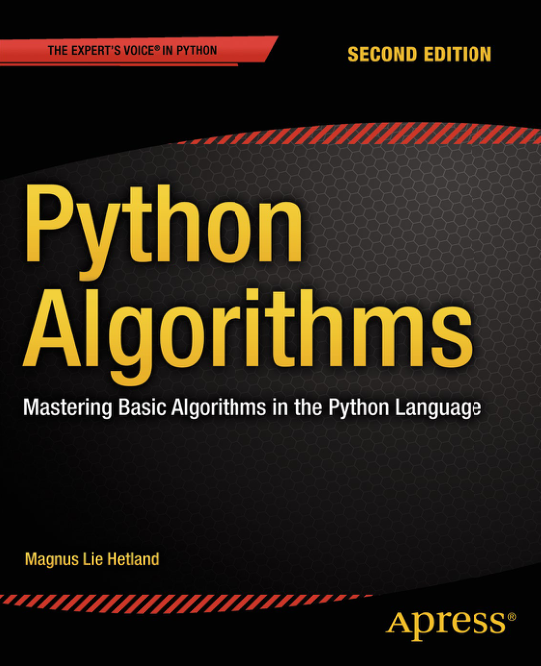 THE EXPERT'S VOICE® IN PYTHON
SECOND EDITION
Python
Algorithms
Mastering Basic Algorithms in the Python Language
Magnus Lie Hetland
Apress®